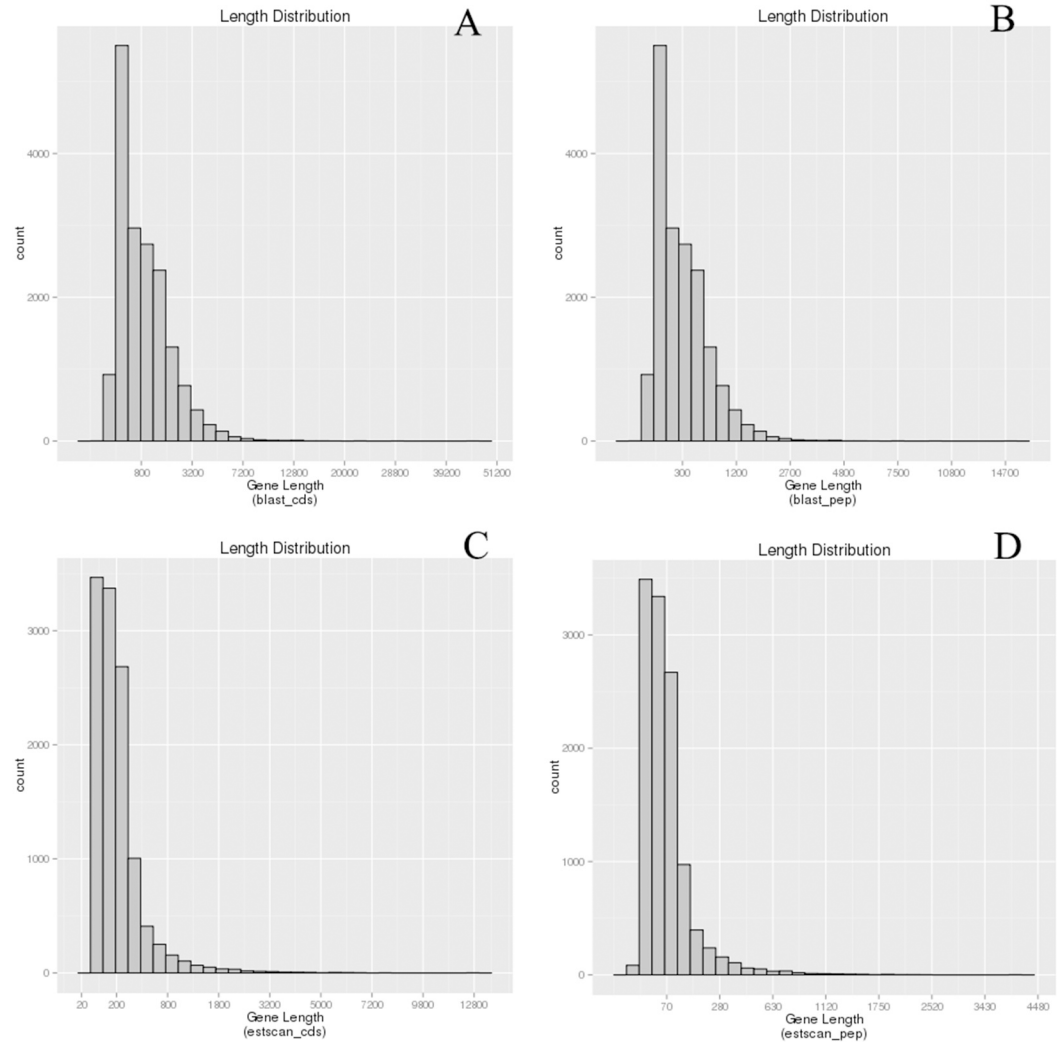 Length Distribution
A
count
4000
2000
0
800 3200 7200 12800 20000 28800 39200 51200
Gene Length
(blast_cds)
Length Distribution
B
count
4000
2000
0
300 1200 2700 4800 7500 10800 14700
Gene Length
(blast_pep)
Length Distribution
C
count
3000
2000
1000
0
20 200 800 1800 3200 5000 7200 9800 12800
Gene Length
(estscan_cds)
Length Distribution
D
count
3000
2000
1000
0
70 280 630 1120 1750 2520 3430 4480
Gene Length
(estscan_pep)